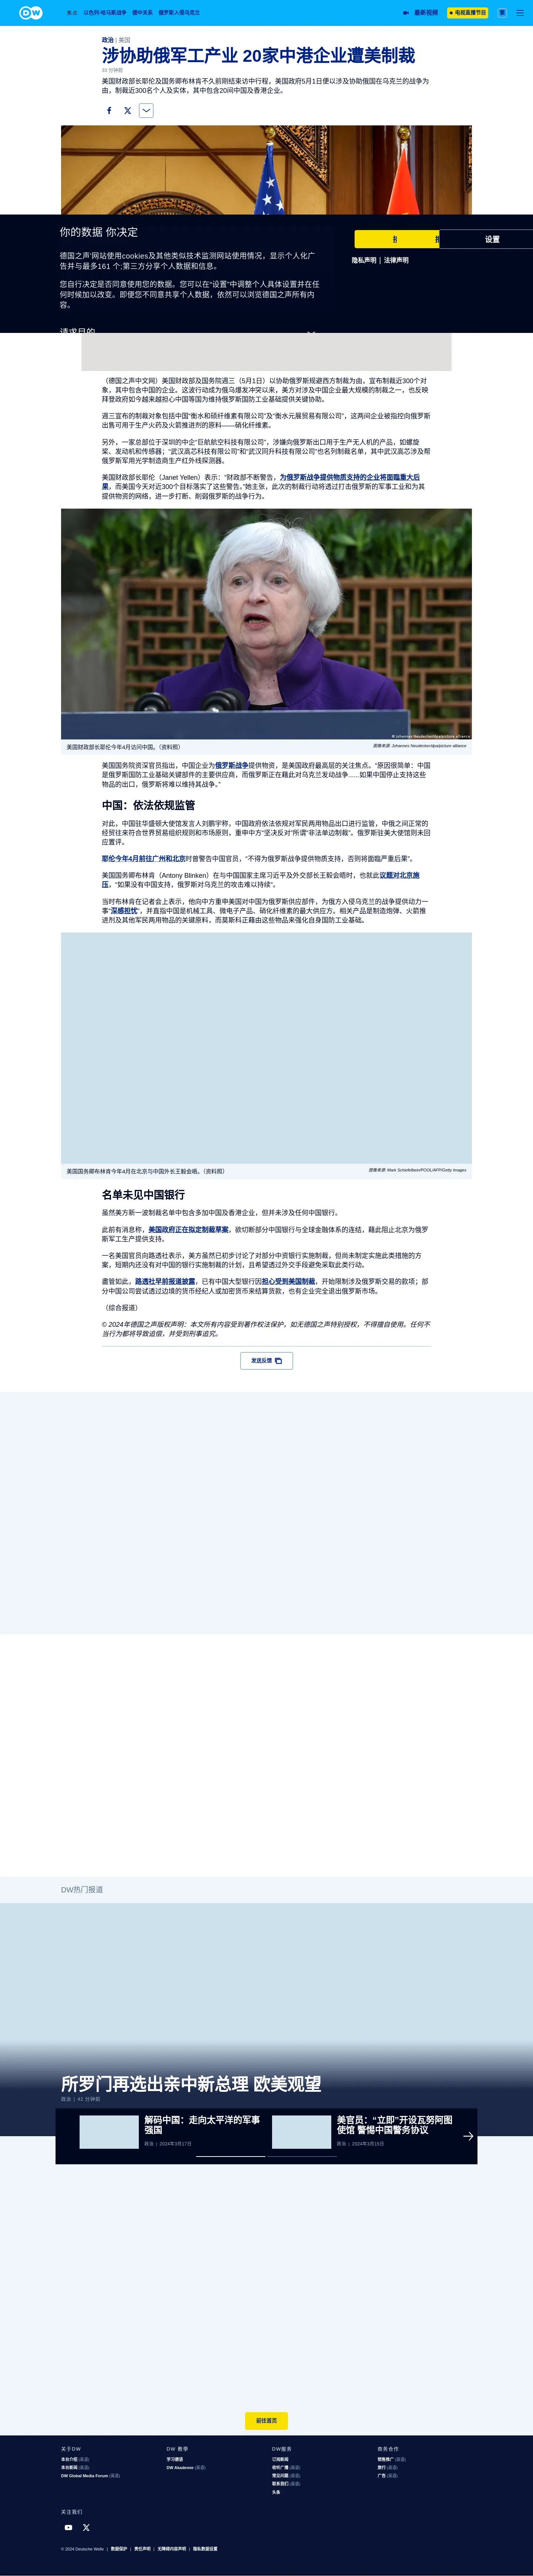 DW
焦点
以色列-哈马斯战争
德中关系
俄罗斯入侵乌克兰
最新视频
电视直播节目
繁
政治 | 美国
涉协助俄军工产业 20家中港企业遭美制裁
33 分钟前
美国财政部长耶伦及国务卿布林肯不久前刚结束访中行程，美国政府5月1日便以涉及协助俄国在乌克兰的战争为
由，制裁近300名个人及实体，其中包含20间中国及香港企业。
你的数据 你决定
德国之声'网站使用cookies及其他类似技术监测网站使用情况，显示个人化广
告并与最多161 个;第三方分享个人数据和信息。
您自行决定是否同意使用您的数据。您可以在"设置"中调整个人具体设置并在任
何时候加以改变。即便您不同意共享个人数据，依然可以浏览德国之声所有内
容。
请求目的
设置
隐私声明 | 法律声明
（德国之声中文网）美国财政部及国务院週三（5月1日）以协助俄罗斯规避西方制裁为由，宣布制裁近300个对
象，其中包含中国的企业。这波行动成为俄乌爆发冲突以来，美方对涉及中国企业最大规模的制裁之一，也反映
拜登政府如今越来越担心中国等国为维持俄罗斯国防工业基础提供关键协助。
週三宣布的制裁对象包括中国"衡水和硕纤维素有限公司"及"衡水元展贸易有限公司"，这两间企业被指控向俄罗斯
出售可用于生产火药及火箭推进剂的原料——硝化纤维素。
另外，一家总部位于深圳的中企"巨航航空科技有限公司"，涉嫌向俄罗斯出口用于生产无人机的产品，如螺旋
桨、发动机和传感器；"武汉高芯科技有限公司"和"武汉同升科技有限公司"也名列制裁名单，其中武汉高芯涉及帮
俄罗斯军用光学制造商生产红外线探测器。
美国财政部长耶伦（Janet Yellen）表示："财政部不断警告，为俄罗斯战争提供物质支持的企业将面临重大后
果，而美国今天对近300个目标落实了这些警告。"她主张，此次的制裁行动将透过打击俄罗斯的军事工业和为其
提供物资的网络，进一步打断、削弱俄罗斯的战争行为。
© Johannes Neudecker/dpa/picture alliance
美国财政部长耶伦今年4月访问中国。（资料照）
图像来源: Johannes Neudecker/dpa/picture alliance
美国国务院资深官员指出，中国企业为俄罗斯战争提供物资，是美国政府最高层的关注焦点。"原因很简单：中国
是俄罗斯国防工业基础关键部件的主要供应商，而俄罗斯正在藉此对乌克兰发动战争......如果中国停止支持这些
物品的出口，俄罗斯将难以维持其战争。"
中国：依法依规监管
对此，中国驻华盛顿大使馆发言人刘鹏宇称，中国政府依法依规对军民两用物品出口进行监管，中俄之间正常的
经贸往来符合世界贸易组织规则和市场原则，重申中方"坚决反对"所谓"非法单边制裁"。俄罗斯驻美大使馆则未回
应置评。
耶伦今年4月前往广州和北京时曾警告中国官员，"不得为俄罗斯战争提供物质支持，否则将面临严重后果"。
美国国务卿布林肯（Antony Blinken）在与中国国家主席习近平及外交部长王毅会晤时，也就此议题对北京施
压，"如果没有中国支持，俄罗斯对乌克兰的攻击难以持续"。
当时布林肯在记者会上表示，他向中方重申美国对中国为俄罗斯供应部件，为俄方入侵乌克兰的战争提供动力一
事"深感担忧"，并直指中国是机械工具、微电子产品、硝化纤维素的最大供应方。相关产品是制造炮弹、火箭推
进剂及其他军民两用物品的关键原料，而莫斯科正藉由这些物品来强化自身国防工业基础。
美国国务卿布林肯今年4月在北京与中国外长王毅会晤。（资料照）
图像来源: Mark Schiefelbein/POOL/AFP/Getty Images
名单未见中国银行
虽然美方新一波制裁名单中包含多加中国及香港企业，但并未涉及任何中国银行。
此前有消息称，美国政府正在拟定制裁草案，欲切断部分中国银行与全球金融体系的连结，藉此阻止北京为俄罗
斯军工生产提供支持。
一名美国官员向路透社表示，美方虽然已初步讨论了对部分中资银行实施制裁，但尚未制定实施此类措施的方
案，短期内还没有对中国的银行实施制裁的计划，且希望透过外交手段避免采取此类行动。
盡管如此，路透社早前报道披露，已有中国大型银行因担心受到美国制裁，开始限制涉及俄罗斯交易的款项；部
分中国公司尝试透过边境的货币经纪人或加密货币来结算货款，也有企业完全退出俄罗斯市场。
（综合报道）
© 2024年德国之声版权声明：本文所有内容受到著作权法保护，如无德国之声特别授权，不得擅自使用。任何不
当行为都将导致追偿，并受到刑事追究。
发送反馈
DW热门报道
所罗门再选出亲中新总理 欧美观望
政治 | 42 分钟前
解码中国：走向太平洋的军事
强国
政治 | 2024年3月17日
美官员："立即"开设瓦努阿图
使馆 警惕中国警务协议
政治 | 2024年3月15日
前往首页
关于DW
本台介绍 (英语)
本台新闻 (英语)
DW Global Media Forum (英语)
DW 教學
学习德语
DW Akademie (英语)
DW服务
订阅新闻
收听广播 (英语)
常见问题 (英语)
联系我们 (英语)
头条
商务合作
销售推广 (英语)
旅行 (英语)
广告 (英语)
关注我们
© 2024 Deutsche Welle | 数据保护 | 责任声明 | 无障碍内容声明 | 隐私数据设置